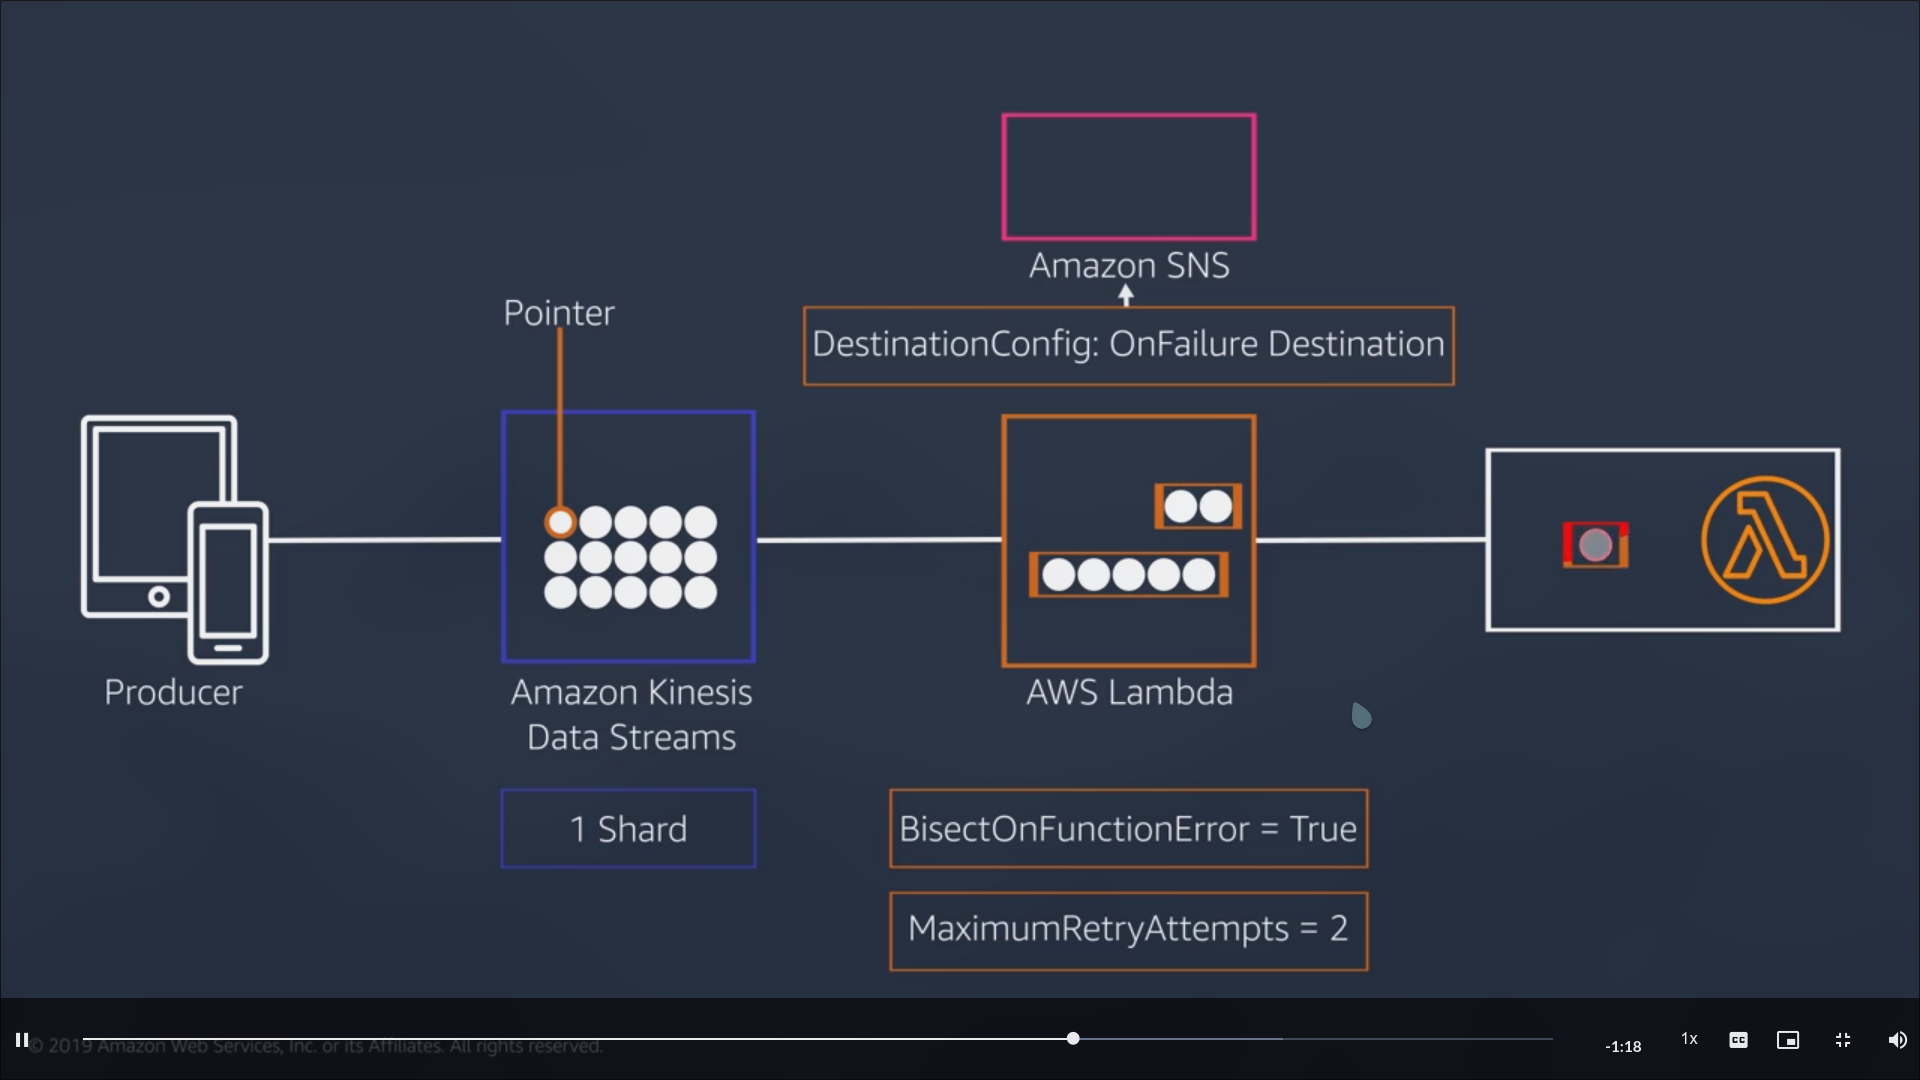 Amazon SNS
Pointer
DestinationConfig: OnFailure Destination
Producer
Amazon Kinesis
Data Streams
AWS Lambda
1 Shard
BisectOnFunctionError = True
MaximumRetryAttempts = 2
© 2019 Amazon Web Services, Inc. or its Affiliates. All rights reserved.
-1:18
1x
CC